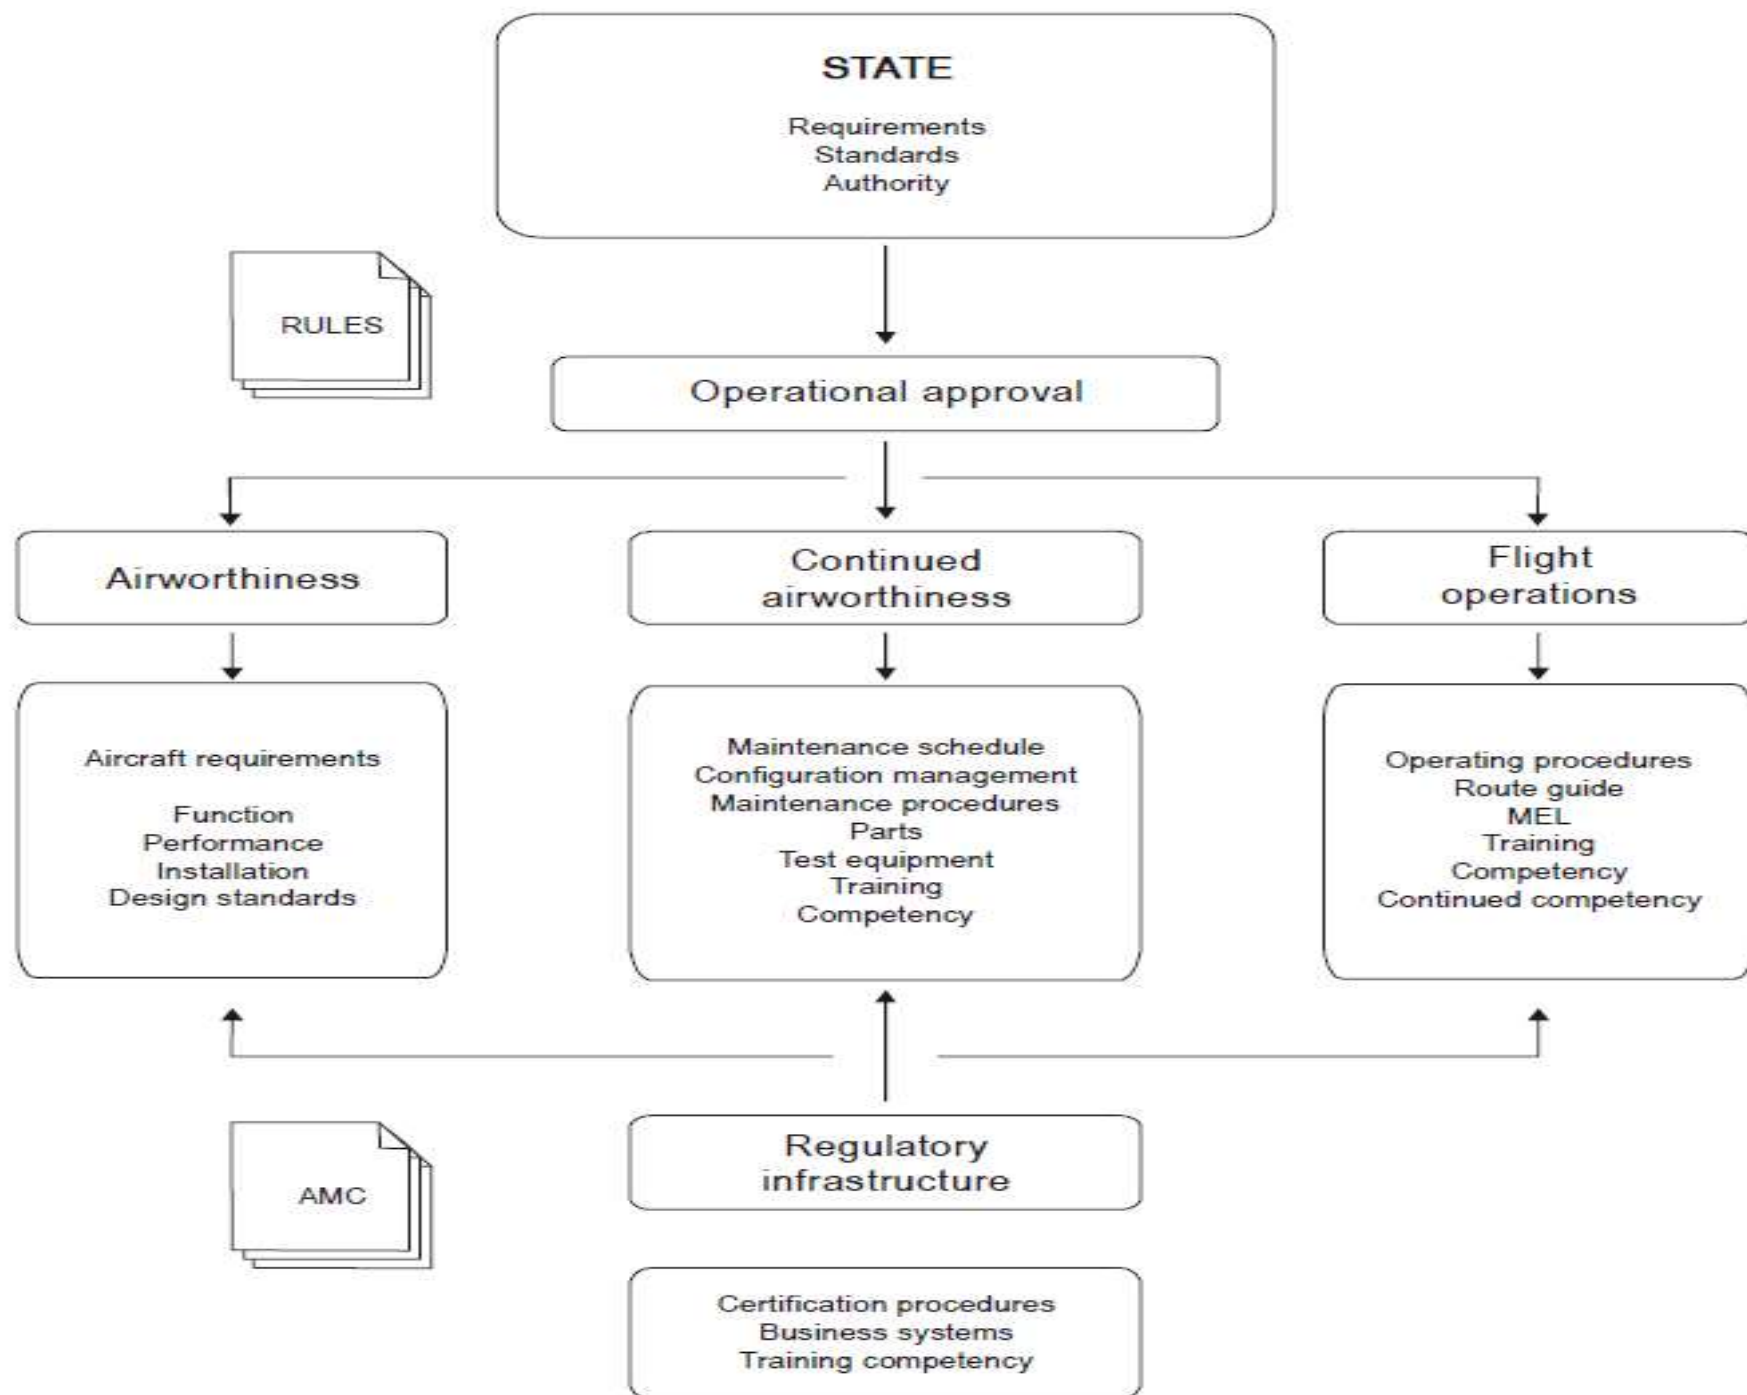 STATE
Requirements
Standards
Authority
RULES
Operational approval
Airworthiness
Continued
airworthiness
Flight
operations
Aircraft requirements
Function
Performance
Installation
Design standards
Maintenance schedule
Configuration management
Maintenance procedures
Parts
Test equipment
Training
Competency
Operating procedures
Route guide
MEL
Training
Competency
Continued competency
AMC
Regulatory
infrastructure
Certification procedures
Business systems
Training competency